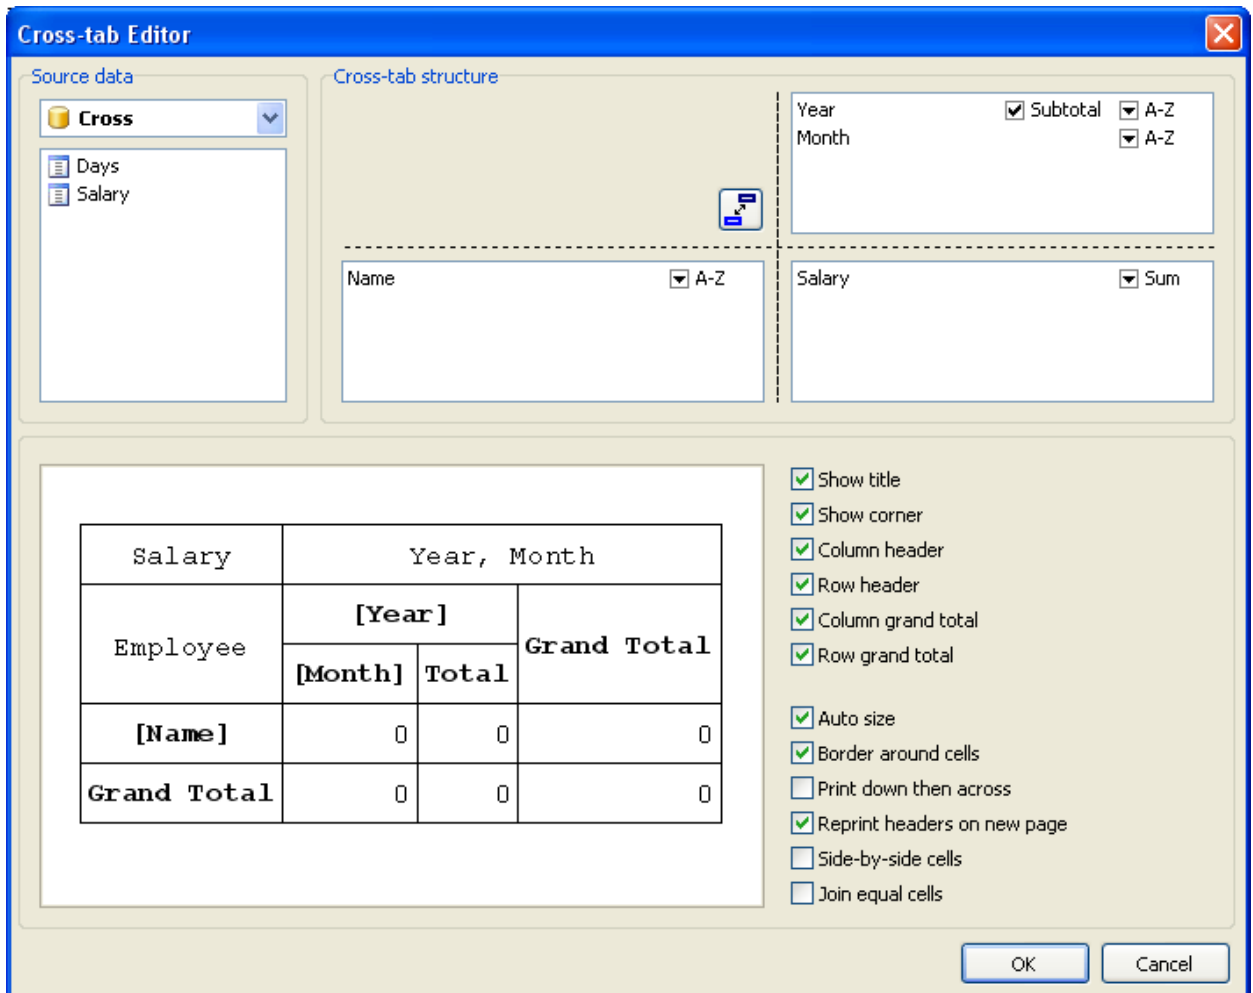 Cross-tab Editor
Source data
Cross
Days
Salary
Cross-tab structure
Year Subtotal A-Z
Month A-Z
Name A-Z
Salary Sum
Salary Year, Month
Employee [Year] Grand Total
[Month] Total
[Name] 0 0 0
Grand Total 0 0 0
Show title
Show corner
Column header
Row header
Column grand total
Row grand total
Auto size
Border around cells
Print down then across
Reprint headers on new page
Side-by-side cells
Join equal cells
OK Cancel